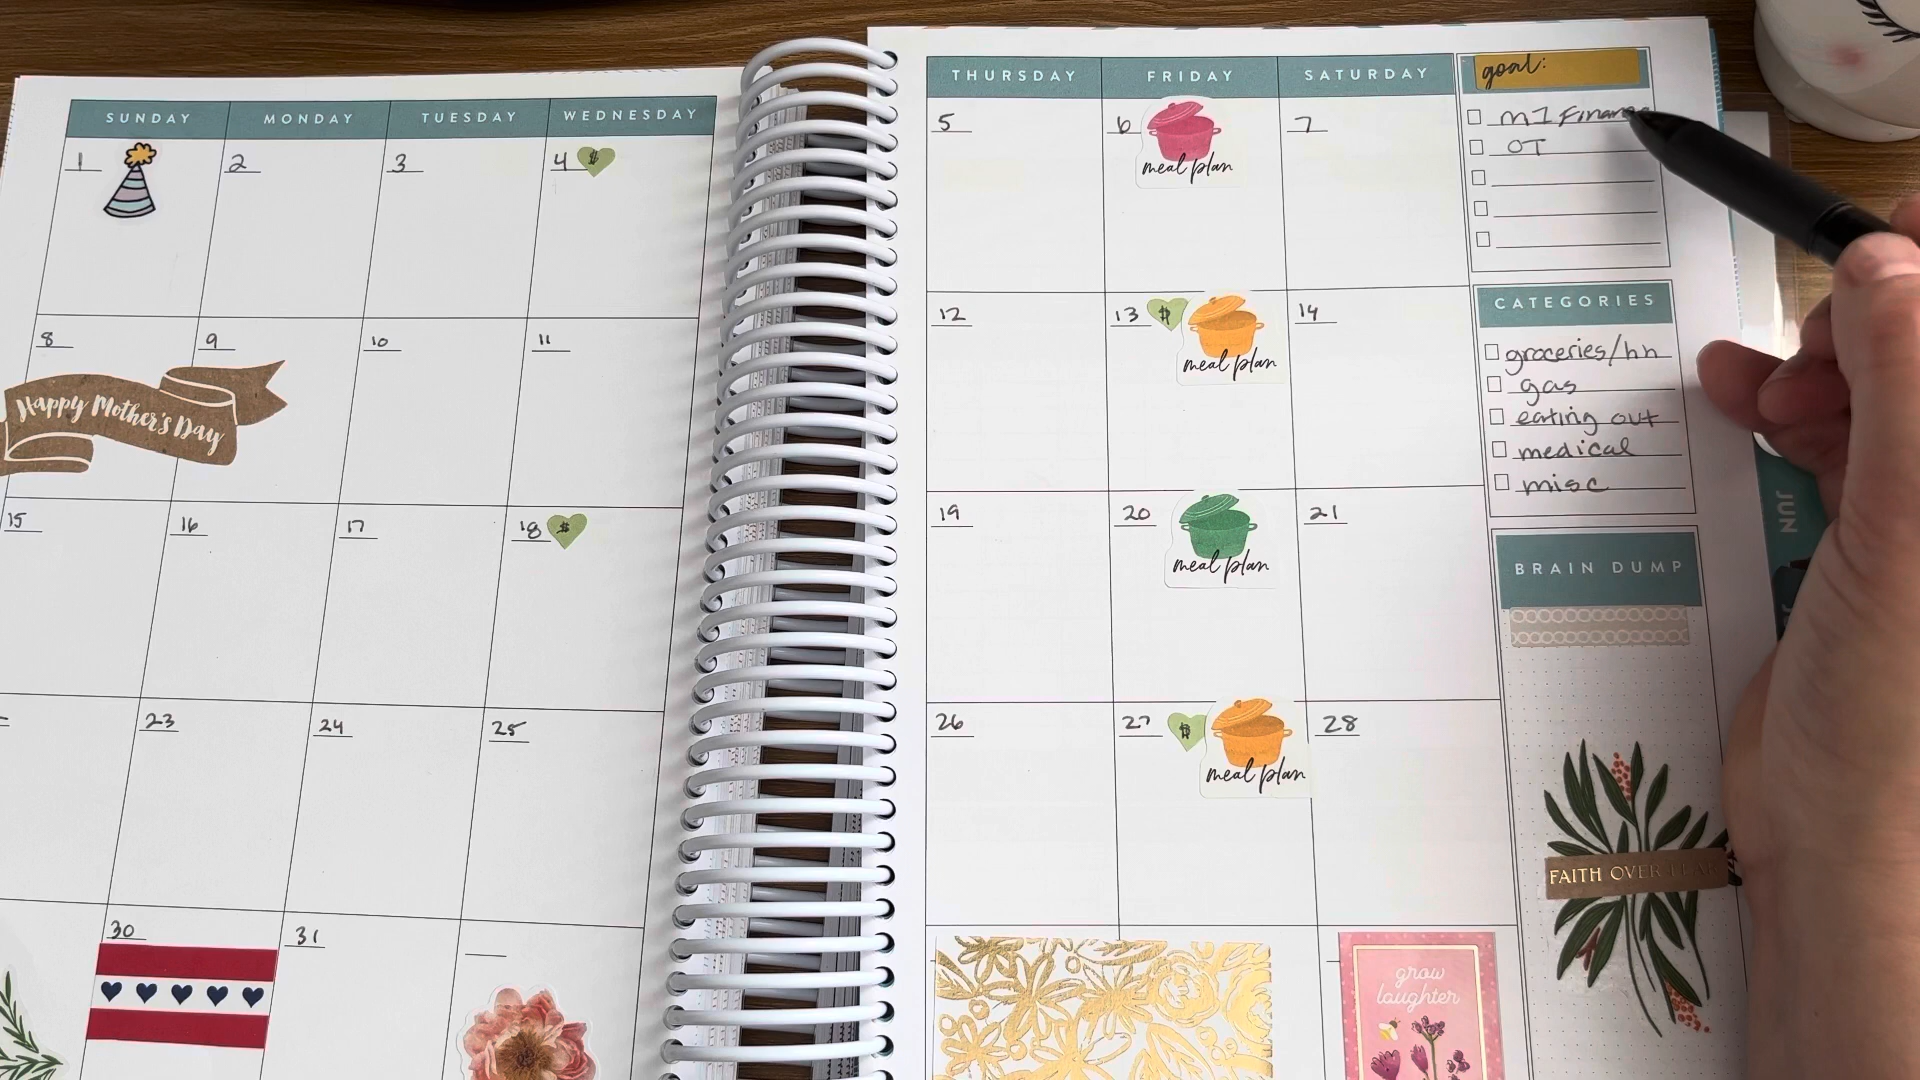 SUNDAY MONDAY TUESDAY WEDNESDAY
1 2 3 4 $
8 9 10 11
Happy Mother's Day
15 16 17 18 $
23 24 25
30 31
THURSDAY FRIDAY SATURDAY
5 6 7
meal plan
12 13 $ 14
meal plan
19 20 21
meal plan
26 27 $ 28
meal plan
grow
laughter
goal:
M1 Finance
OT
CATEGORIES
groceries/hh
gas
eating out
medical
misc
BRAIN DUMP
FAITH OVER FEAR
JUN
J